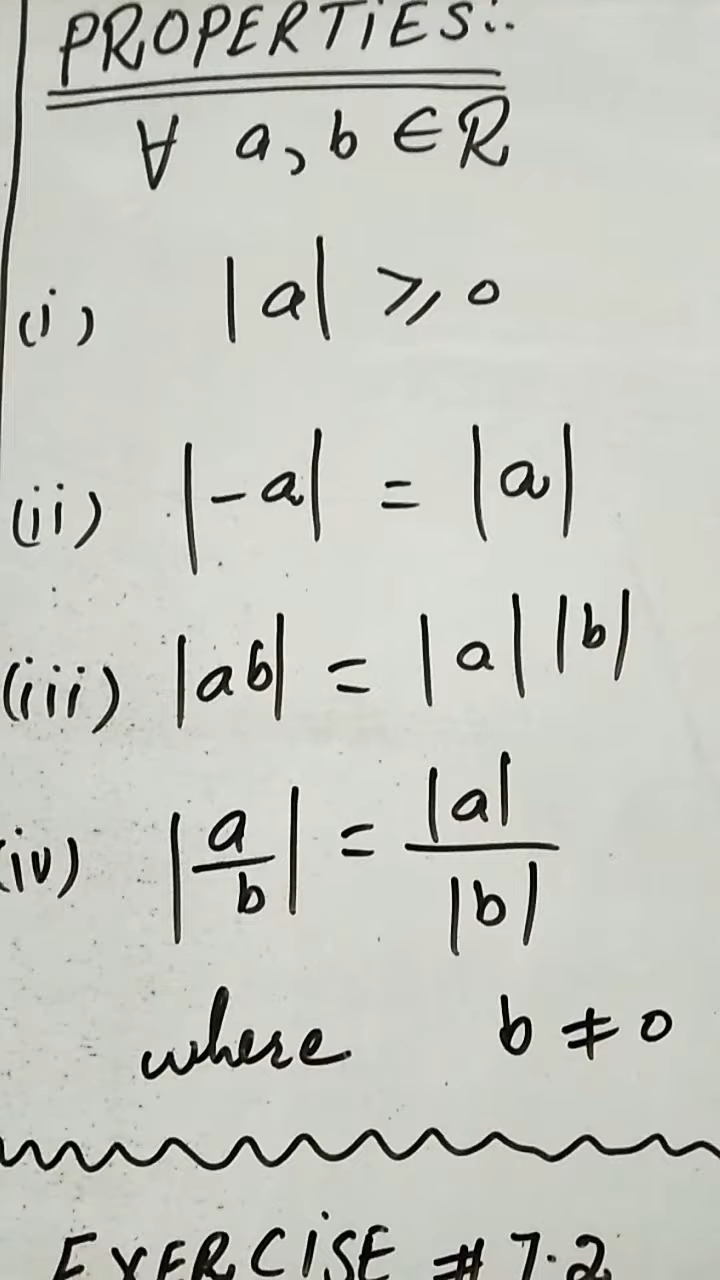 PROPERTIES:.
∀ a, b ∈ R
(i) |a| ⩾ 0
(ii) |-a| = |a|
(iii) |ab| = |a| |b|
(iv) |a/b| = |a|/|b|
where b ≠ 0
EXERCISE # 7.2